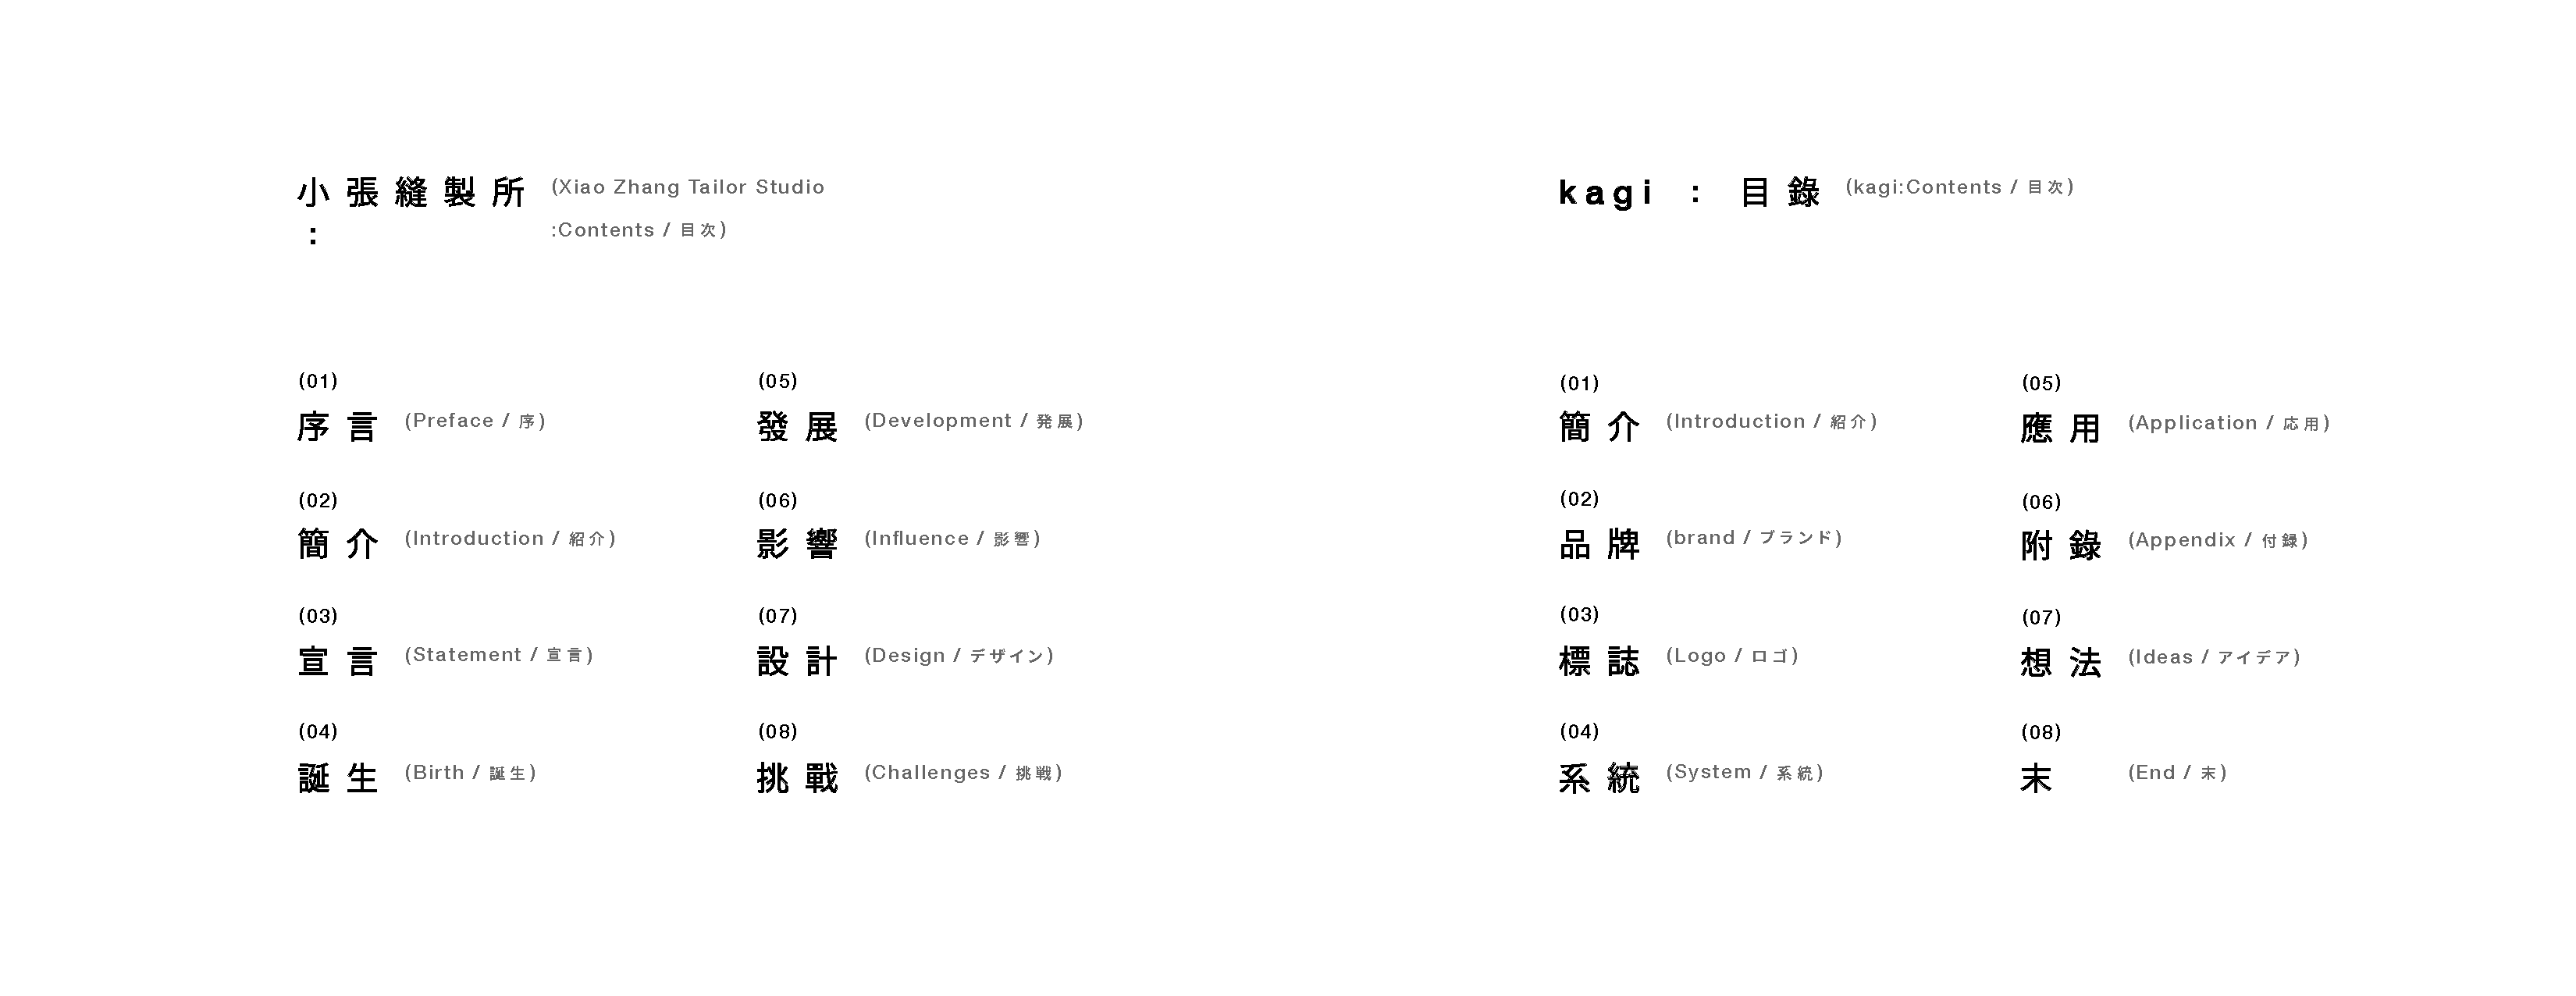 小張縫製所 (Xiao Zhang Tailor Studio
: :Contents / 目次)
(01)
序言 (Preface / 序)
(02)
簡介 (Introduction / 紹介)
(03)
宣言 (Statement / 宣言)
(04)
誕生 (Birth / 誕生)
(05)
發展 (Development / 発展)
(06)
影響 (Influence / 影響)
(07)
設計 (Design / デザイン)
(08)
挑戰 (Challenges / 挑戦)
kagi : 目錄 (kagi:Contents / 目次)
(01)
簡介 (Introduction / 紹介)
(02)
品牌 (brand / ブランド)
(03)
標誌 (Logo / ロゴ)
(04)
系統 (System / 系統)
(05)
應用 (Application / 応用)
(06)
附錄 (Appendix / 付録)
(07)
想法 (Ideas / アイデア)
(08)
末 (End / 末)